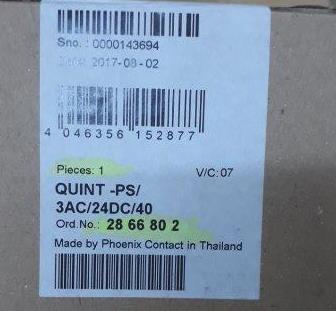 Sno.: 0000143694
2017-08-02
4 046356 152877
Pieces: 1 V/C: 07
QUINT -PS/
3AC/24DC/40
Ord.No.: 28 66 80 2
Made by Phoenix Contact in Thailand